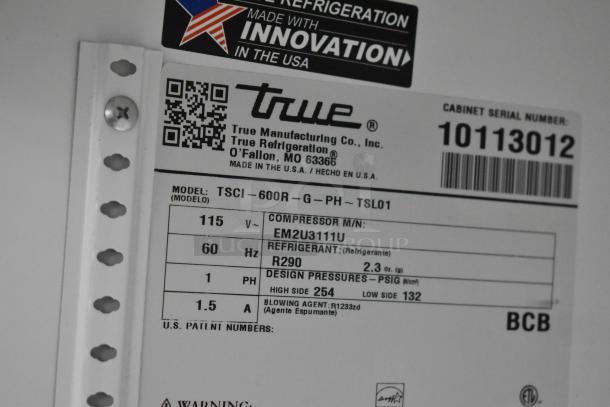 REFRIGERATION
MADE WITH
INNOVATION
IN THE USA
true®
True Manufacturing Co., Inc.
True Refrigeration®
O'Fallon, MO 63366
MADE IN THE U.S.A. / HECHO EN U.S.A.
CABINET SERIAL NUMBER:
10113012
MODEL: TSCI-600R-G-PH-TSL01
(MODELO)
115 V~ COMPRESSOR M/N:
EM2U3111U
60 Hz REFRIGERANT: (Refrigerante)
R290 2.3 Oz. (g)
1 PH DESIGN PRESSURES-PSIG
HIGH SIDE 254 LOW SIDE 132
1.5 A BLOWING AGENT: R1233zd
(Agente Espumante)
BCB
U.S. PATENT NUMBERS:
WARNING: